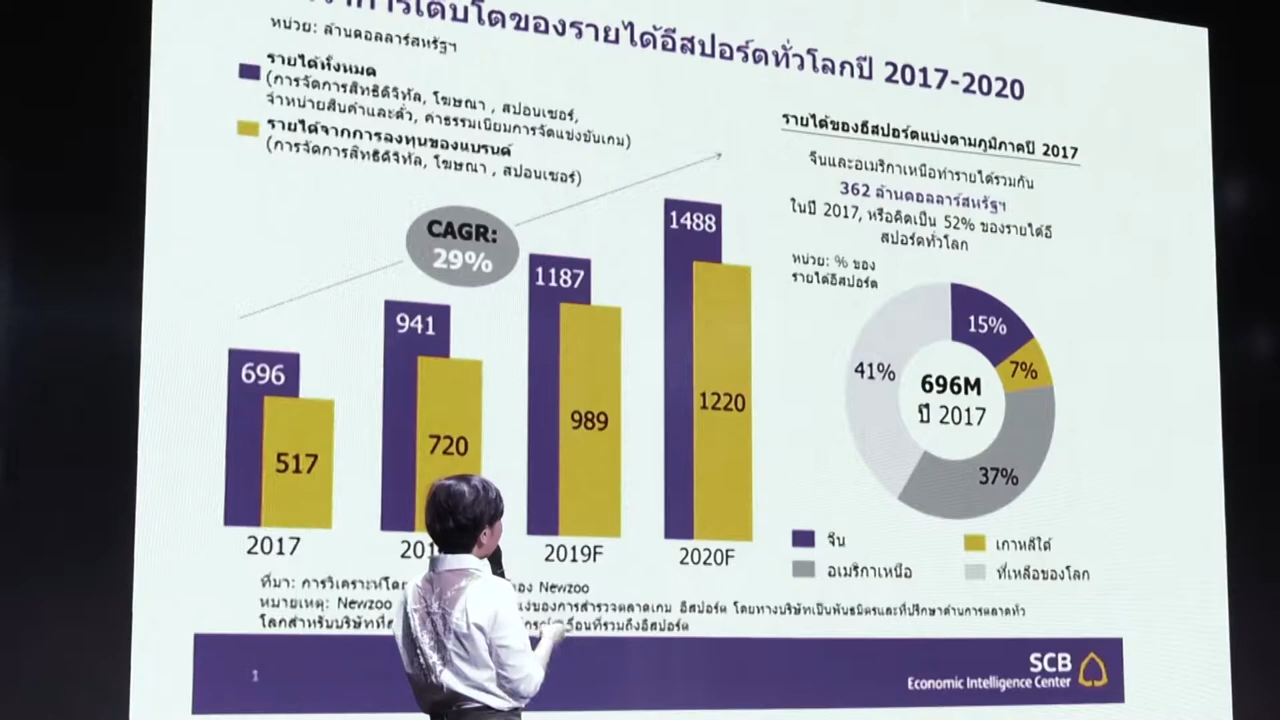 การเติบโตของรายได้อีสปอร์ตทั่วโลกปี 2017-2020
หน่วย: ล้านดอลลาร์สหรัฐฯ
รายได้ทั้งหมด
(การจัดการสิทธิดิจิทัล, โฆษณา , สปอนเซอร์,
จำหน่ายสินค้าและตั๋ว, ค่าธรรมเนียมการจัดแข่งขันเกม)
รายได้จากการลงทุนของแบรนด์
(การจัดการสิทธิดิจิทัล, โฆษณา , สปอนเซอร์)
CAGR:
29%
696
517
941
720
1187
989
1488
1220
2017
2019F
2020F
รายได้ของอีสปอร์ตแบ่งตามภูมิภาคปี 2017
จีนและอเมริกาเหนือทำรายได้รวมกัน
362 ล้านดอลลาร์สหรัฐฯ
ในปี 2017, หรือคิดเป็น 52% ของรายได้อี
สปอร์ตทั่วโลก
หน่วย: % ของ
รายได้อีสปอร์ต
15%
7%
37%
41%
696M
ปี 2017
จีน
เกาหลีใต้
อเมริกาเหนือ
ที่เหลือของโลก
ที่มา: การวิเคราะห์โดย ของ Newzoo
หมายเหตุ: Newzoo ของการสำรวจตลาดเกม อีสปอร์ต โดยทางบริษัทเป็นพันธมิตรและที่ปรึกษาด้านการตลาดทั่ว
โลกสำหรับบริษัทที่ ที่รวมถึงอีสปอร์ต
1
SCB
Economic Intelligence Center